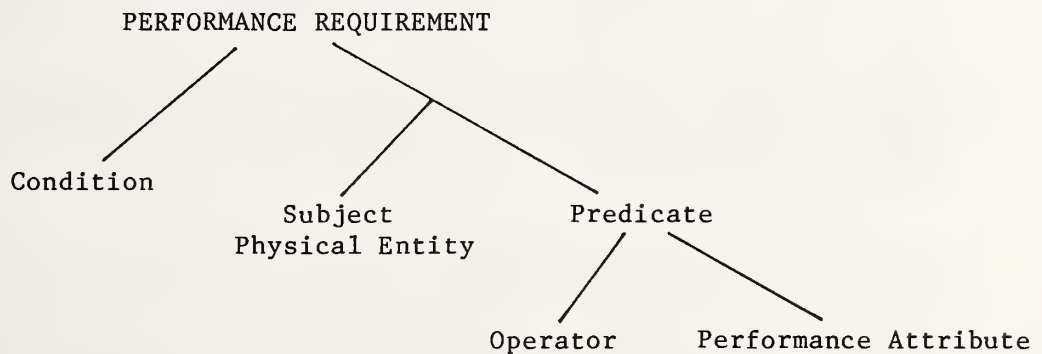 PERFORMANCE REQUIREMENT
Condition
Subject
Physical Entity
Predicate
Operator
Performance Attribute